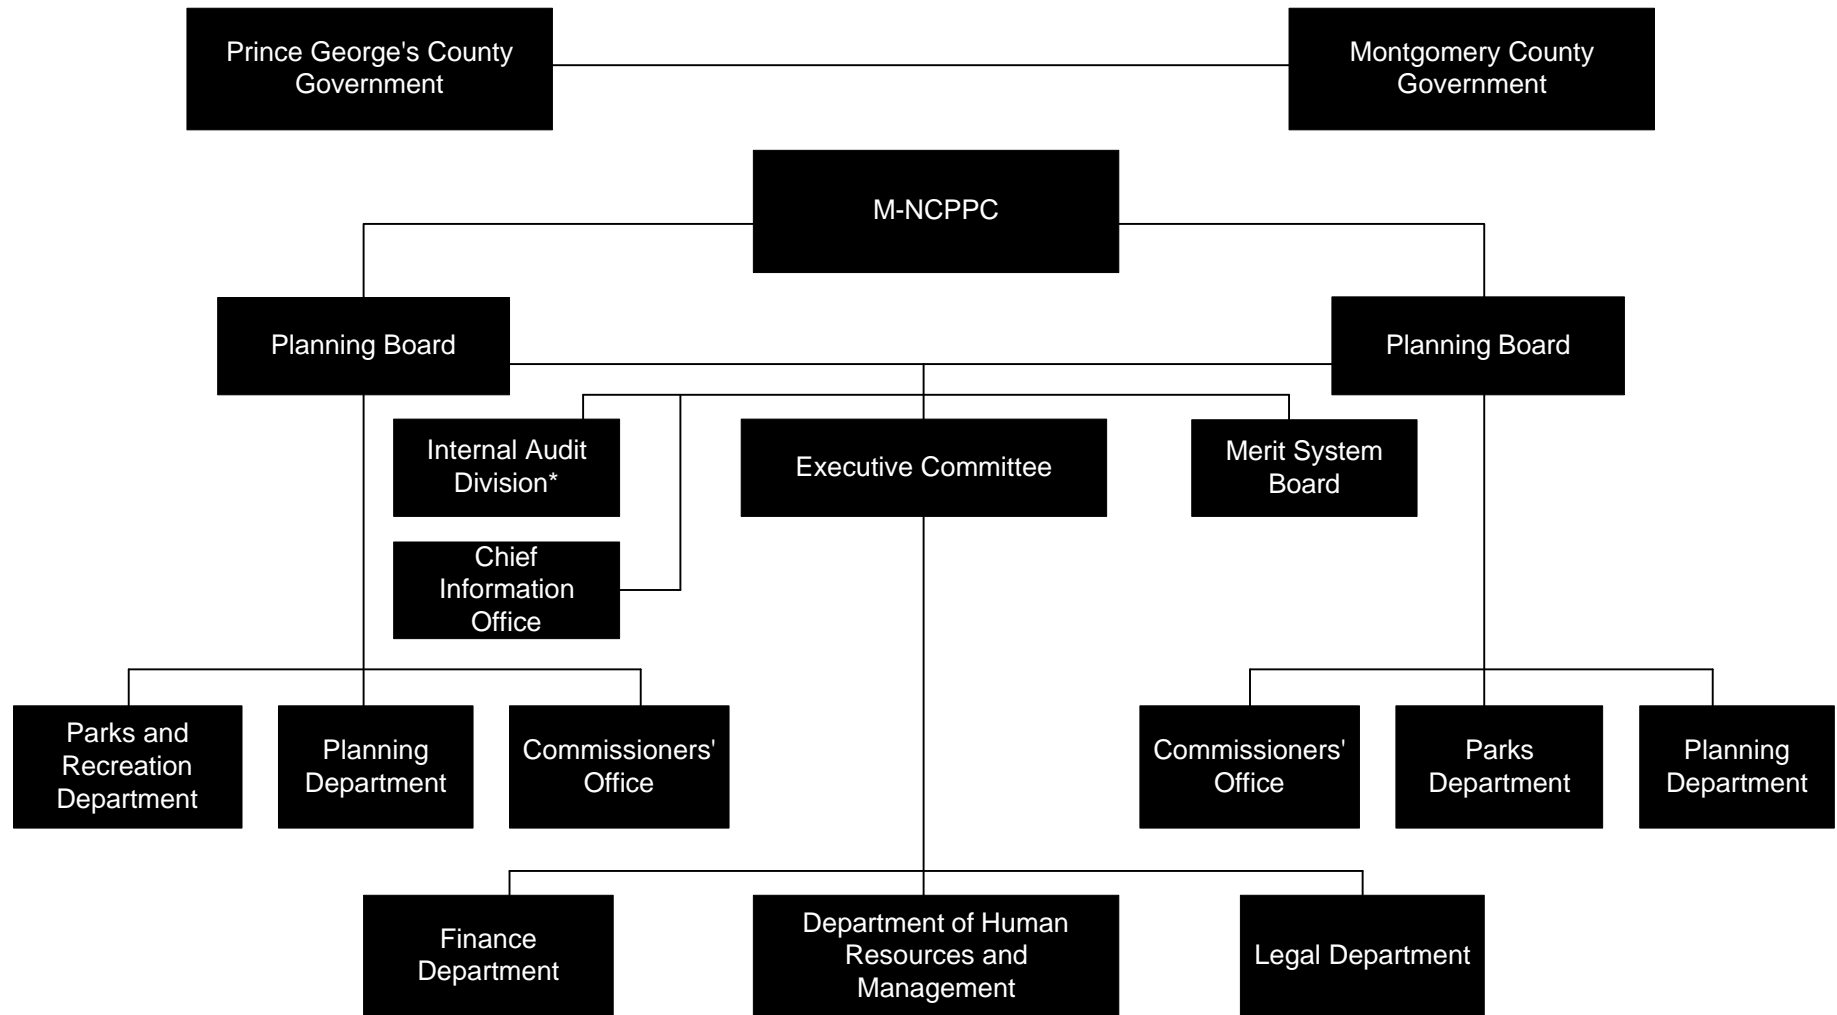 Prince George's County
Government
Montgomery County
Government
M-NCPPC
Planning Board
Planning Board
Internal Audit
Division*
Executive Committee
Merit System
Board
Chief
Information
Office
Parks and
Recreation
Department
Planning
Department
Commissioners'
Office
Commissioners'
Office
Parks
Department
Planning
Department
Finance
Department
Department of Human
Resources and
Management
Legal Department